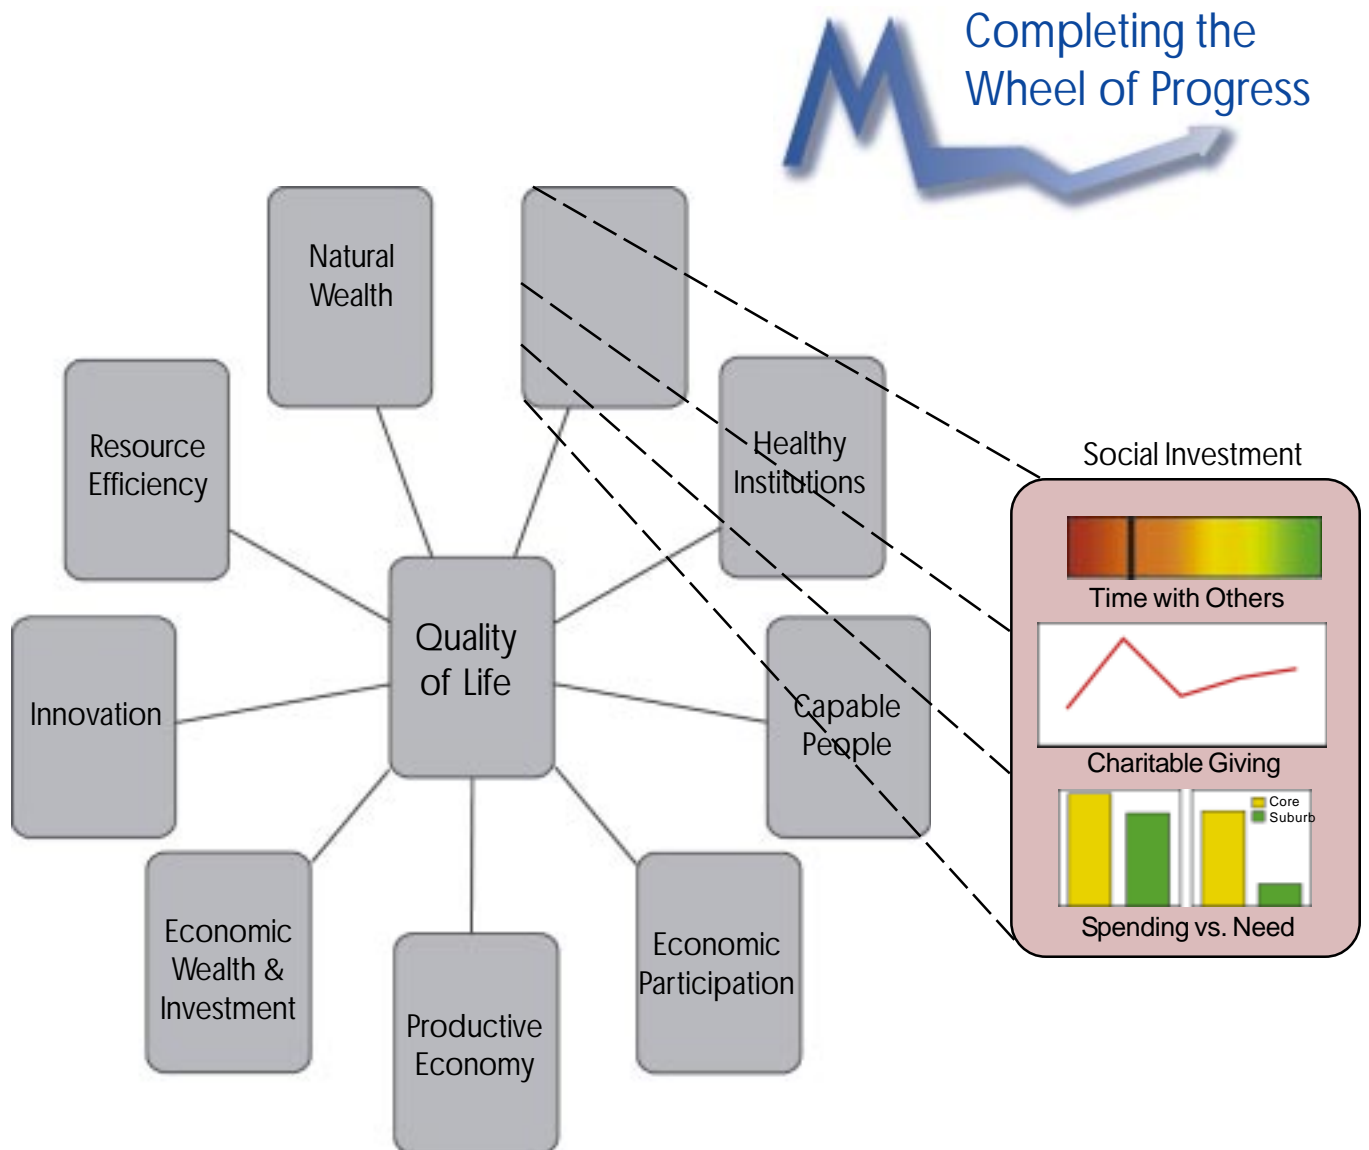 Completing the
Wheel of Progress
Natural
Wealth
Resource
Efficiency
Healthy
Institutions
Quality
of Life
Innovation
Capable
People
Economic
Wealth &
Investment
Productive
Economy
Economic
Participation
Social Investment
Time with Others
Charitable Giving
Core
Suburb
Spending vs. Need